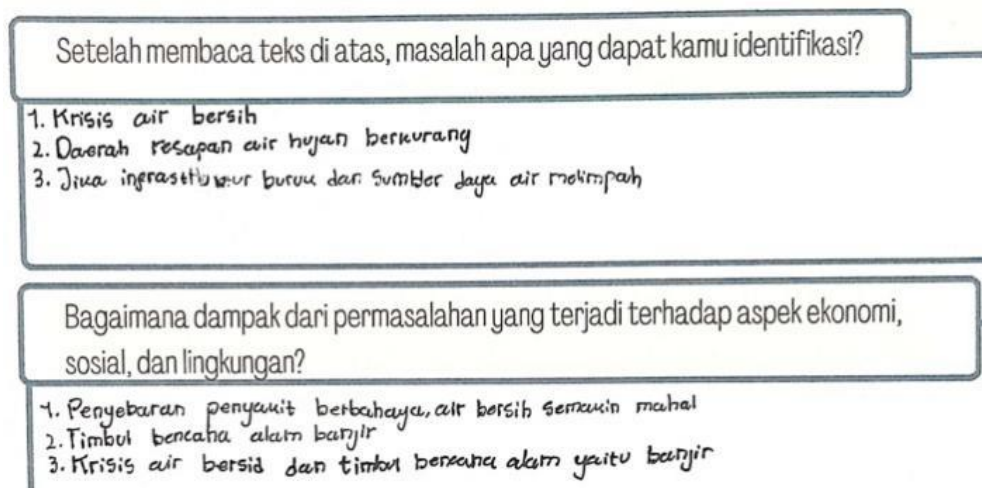 Setelah membaca teks di atas, masalah apa yang dapat kamu identifikasi?
1. Krisis air bersih
2. Daerah resapan air hujan berkurang
3. Jika infrastruktur buruk dan sumber daya air melimpah
Bagaimana dampak dari permasalahan yang terjadi terhadap aspek ekonomi,
sosial, dan lingkungan?
1. Penyebaran penyakit berbahaya, air bersih semakin mahal
2. Timbul bencana alam banjir
3. Krisis air bersid dan timbul bencana alam yaitu banjir